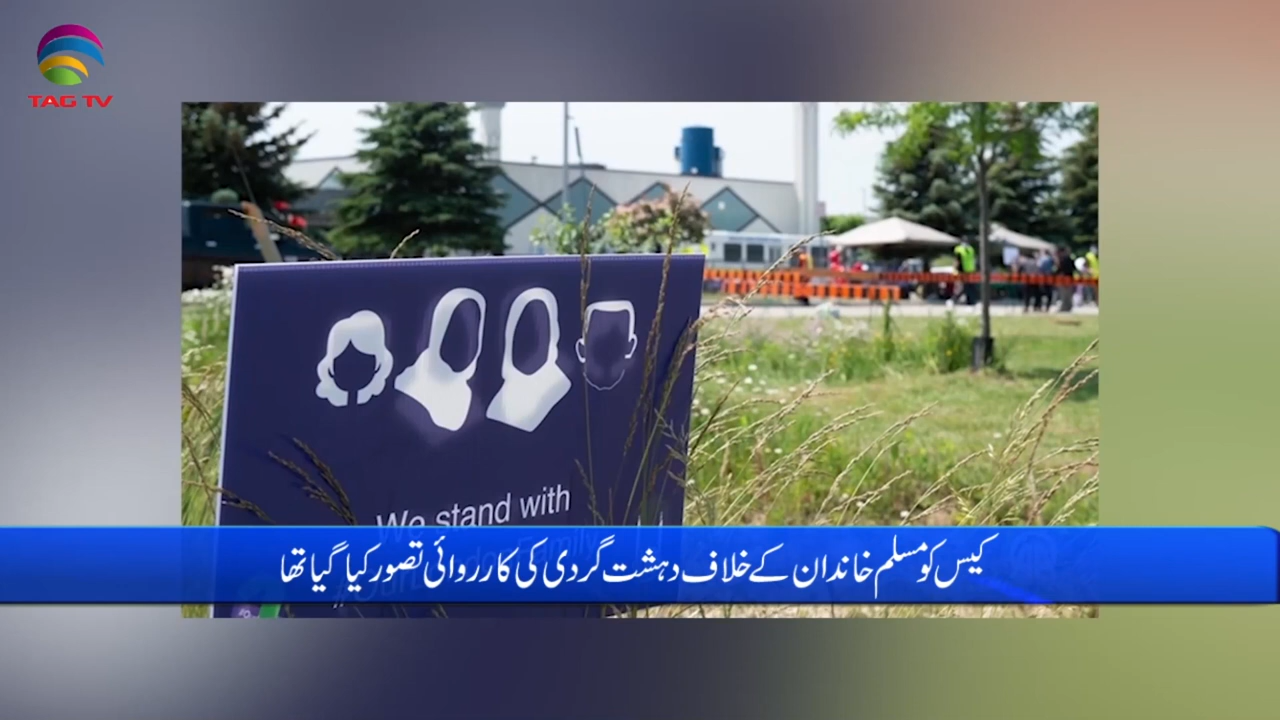 TAG TV
We stand with
کیس کو مسلم خاندان کے خلاف دہشت گردی کی کارروائی تصور کیا گیا تھا